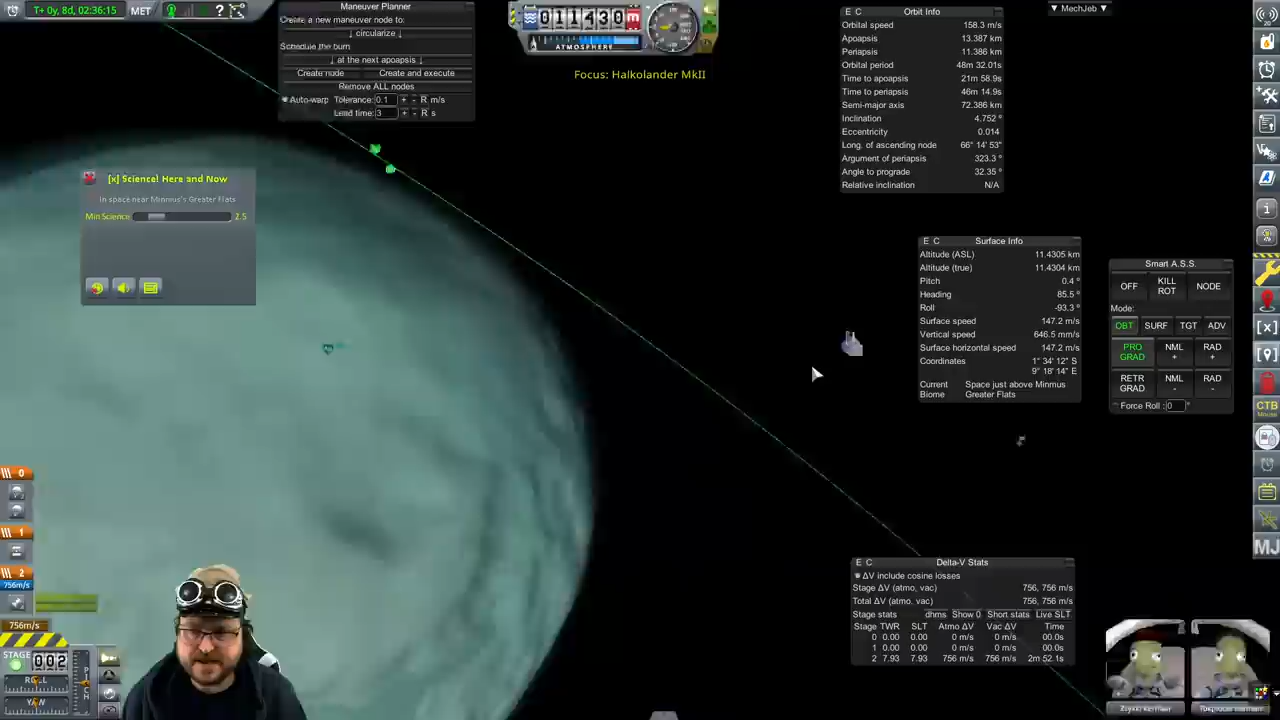 T+ 0y, 8d, 02:36:15 MET
Maneuver Planner
Create a new maneuver node to:
↓ circularize ↓
Schedule the burn
↓ at the next apoapsis ↓
Create node Create and execute
Remove ALL nodes
Auto-warp Tolerance: 0.1 + - R m/s
Lead time: 3 + - R s
011430 m
ATMOSPHERE
Focus: Halkolander MkII
▼ MechJeb ▼
E C Orbit Info
Orbital speed 158.3 m/s
Apoapsis 13.387 km
Periapsis 11.386 km
Orbital period 48m 32.01s
Time to apoapsis 21m 58.9s
Time to periapsis 46m 14.9s
Semi-major axis 72.386 km
Inclination 4.752 º
Eccentricity 0.014
Long. of ascending node 66° 14' 53"
Argument of periapsis 323.3 º
Angle to prograde 32.35 º
Relative inclination N/A
[x] Science! Here and Now
In space near Minmus's Greater Flats
Min Science 2.5
E C Surface Info
Altitude (ASL) 11.4305 km
Altitude (true) 11.4304 km
Pitch 0.4 º
Heading 85.5 º
Roll -93.3 º
Surface speed 147.2 m/s
Vertical speed 646.5 mm/s
Surface horizontal speed 147.2 m/s
Coordinates 1° 34' 12" S
9° 18' 14" E
Current Biome Space just above Minmus Greater Flats
Smart A.S.S.
OFF KILL ROT NODE
Mode:
OBT SURF TGT ADV
PRO GRAD NML + RAD +
RETR GRAD NML - RAD -
Force Roll : 0 °
E C Delta-V Stats
ΔV include cosine losses
Stage ΔV (atmo, vac) 756, 756 m/s
Total ΔV (atmo, vac) 756, 756 m/s
Stage stats dhms Show 0 Short stats Live SLT
Stage TWR SLT Atmo ΔV Vac ΔV Time
0 0.00 0.00 0 m/s 0 m/s 00.0s
1 0.00 0.00 0 m/s 0 m/s 00.0s
2 7.93 7.93 756 m/s 756 m/s 2m 52.1s
0
1
2
756m/s
756m/s
STAGE 002
ROLL
YAW
PITCH
[x]
CTB
MJ